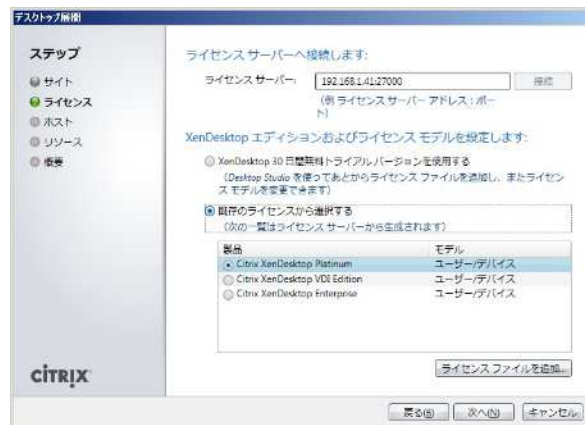 デスクトップ展開
ステップ
サイト
ライセンス
ホスト
リソース
概要
CITRIX
ライセンス サーバーへ接続します:
ライセンス サーバー: 192.168.1.41:27000 接続
(例 ライセンス サーバー アドレス : ポー
ト)
XenDesktop エディションおよびライセンス モデルを設定します:
XenDesktop 30 日間無料トライアル バージョンを使用する
(Desktop Studio を使ってあとからライセンス ファイルを追加し、またライセン
ス モデルを変更できます)
既存のライセンスから選択する
(次の一覧はライセンス サーバーから生成されます)
製品 モデル
Citrix XenDesktop Platinum ユーザー/デバイス
Citrix XenDesktop VDI Edition ユーザー/デバイス
Citrix XenDesktop Enterprise ユーザー/デバイス
ライセンス ファイルを追加...
戻る(B) 次へ(N) キャンセル